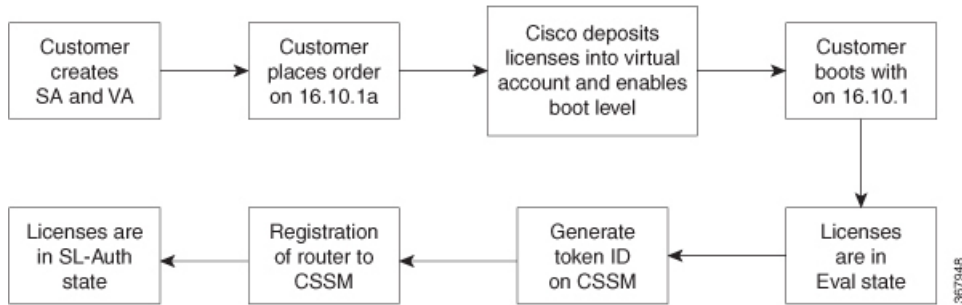 Customer
creates
SA and VA
Customer
places order
on 16.10.1a
Cisco deposits
licenses into virtual
account and enables
boot level
Customer
boots with
on 16.10.1
Licenses
are in
Eval state
Generate
token ID
on CSSM
Registration
of router to
CSSM
Licenses are
in SL-Auth
state
367948